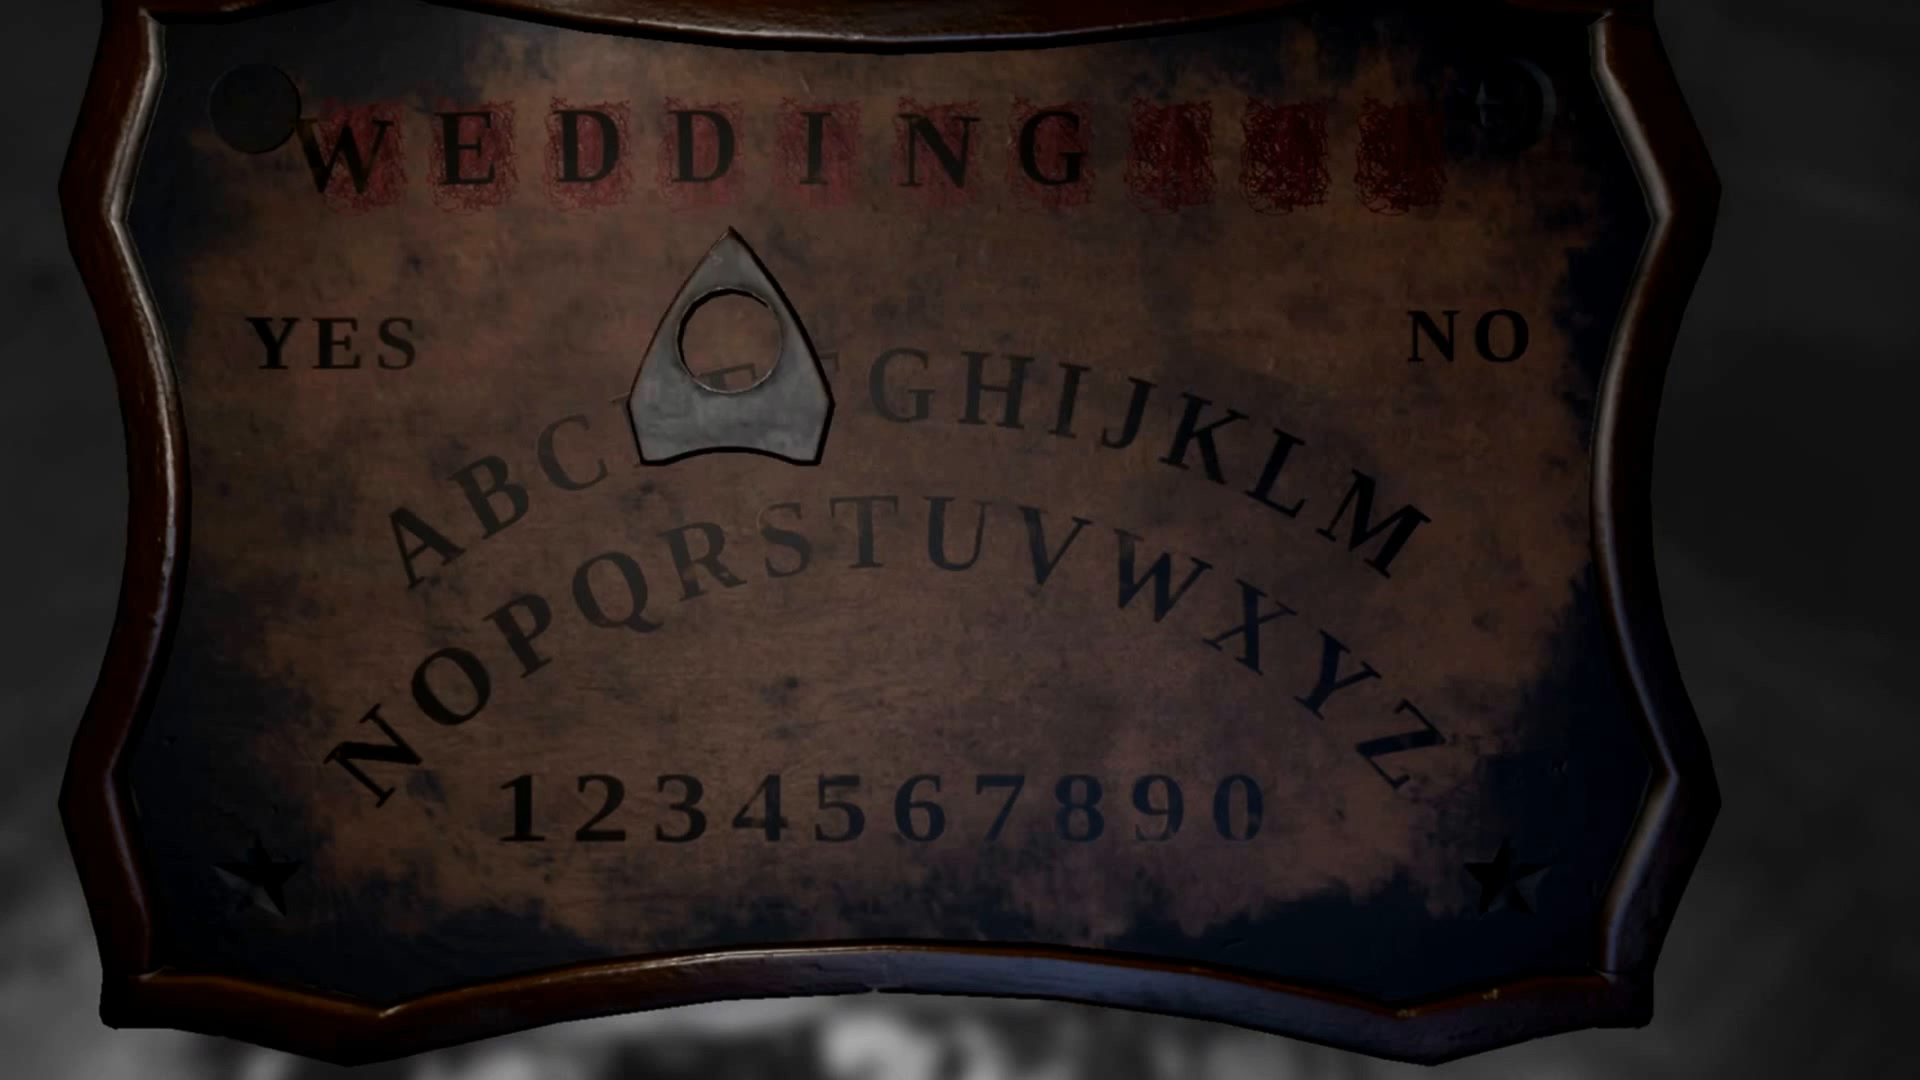 WEDDING
YES NO
ABC E GHIJKLM
NOPQRSTUVWXYZ
1234567890